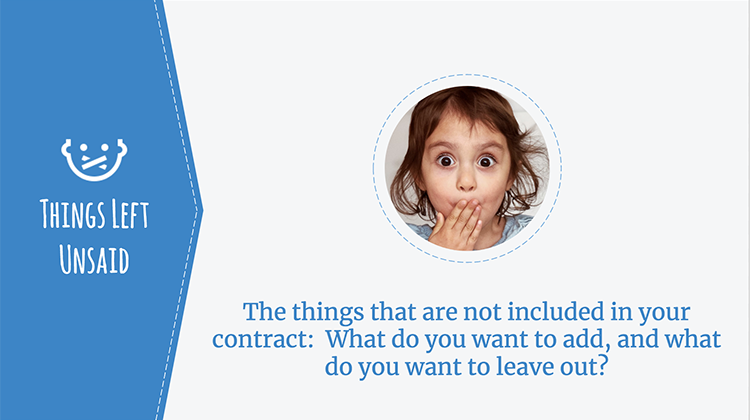 Things Left
Unsaid
The things that are not included in your
contract:  What do you want to add, and what
do you want to leave out?